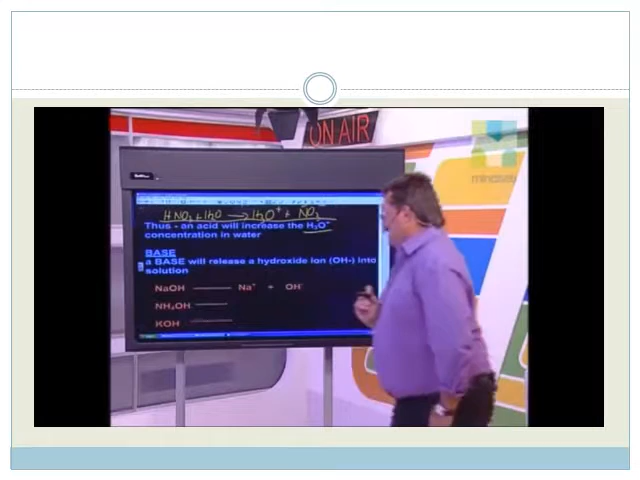 ON AIR
mindset
HNO3 + H2O → H3O+ + NO3-
Thus - an acid will increase the H3O+
concentration in water
BASE
a BASE will release a hydroxide ion (OH-) into
solution
NaOH Na+ + OH-
NH4OH
KOH